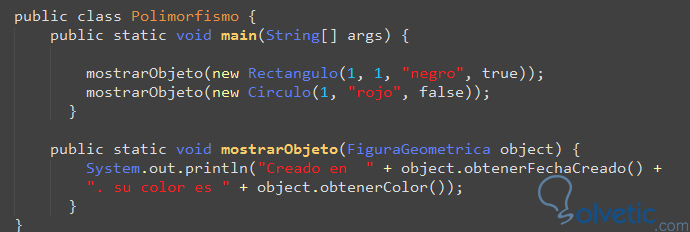 public class Polimorfismo {
public static void main(String[] args) {
mostrarObjeto(new Rectangulo(1, 1, "negro", true));
mostrarObjeto(new Circulo(1, "rojo", false));
}
public static void mostrarObjeto(FiguraGeometrica object) {
System.out.println("Creado en  " + object.obtenerFechaCreado() +
". su color es " + object.obtenerColor());
}
}
Solvetic
.com